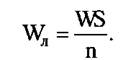 Wл = WS/n.